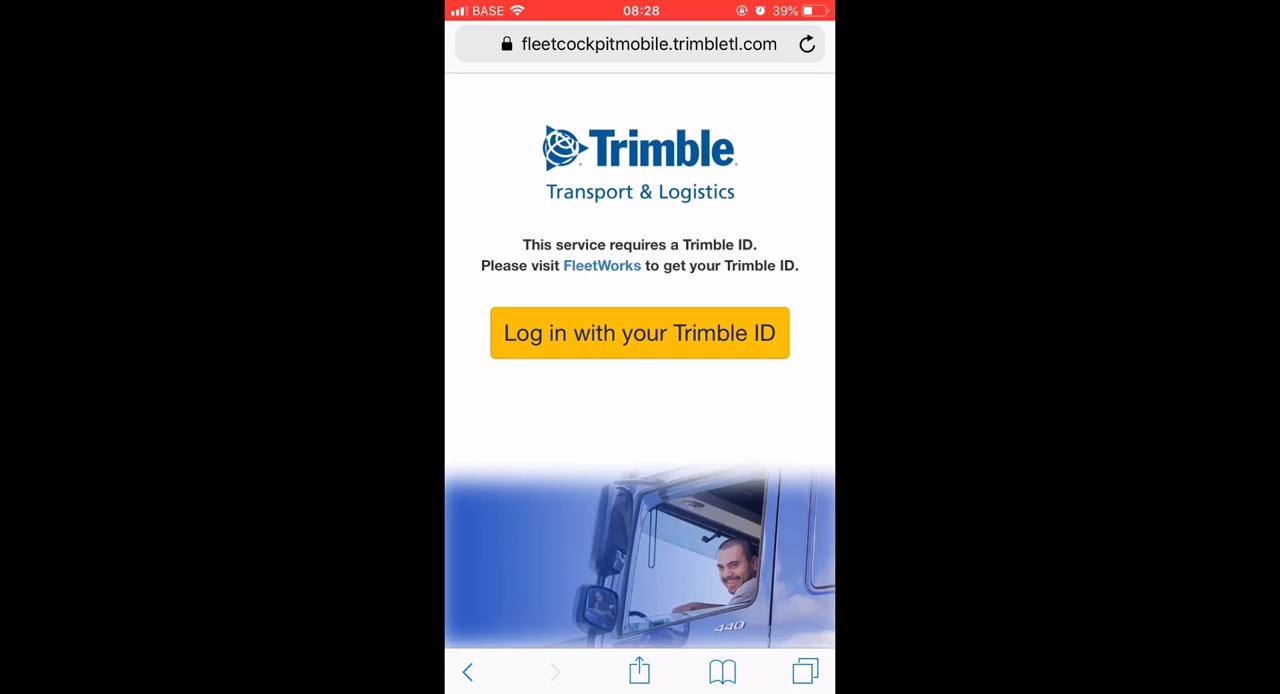 BASE 08:28 39%
fleetcockpitmobile.trimbletl.com
Trimble
Transport & Logistics
This service requires a Trimble ID.
Please visit FleetWorks to get your Trimble ID.
Log in with your Trimble ID
440